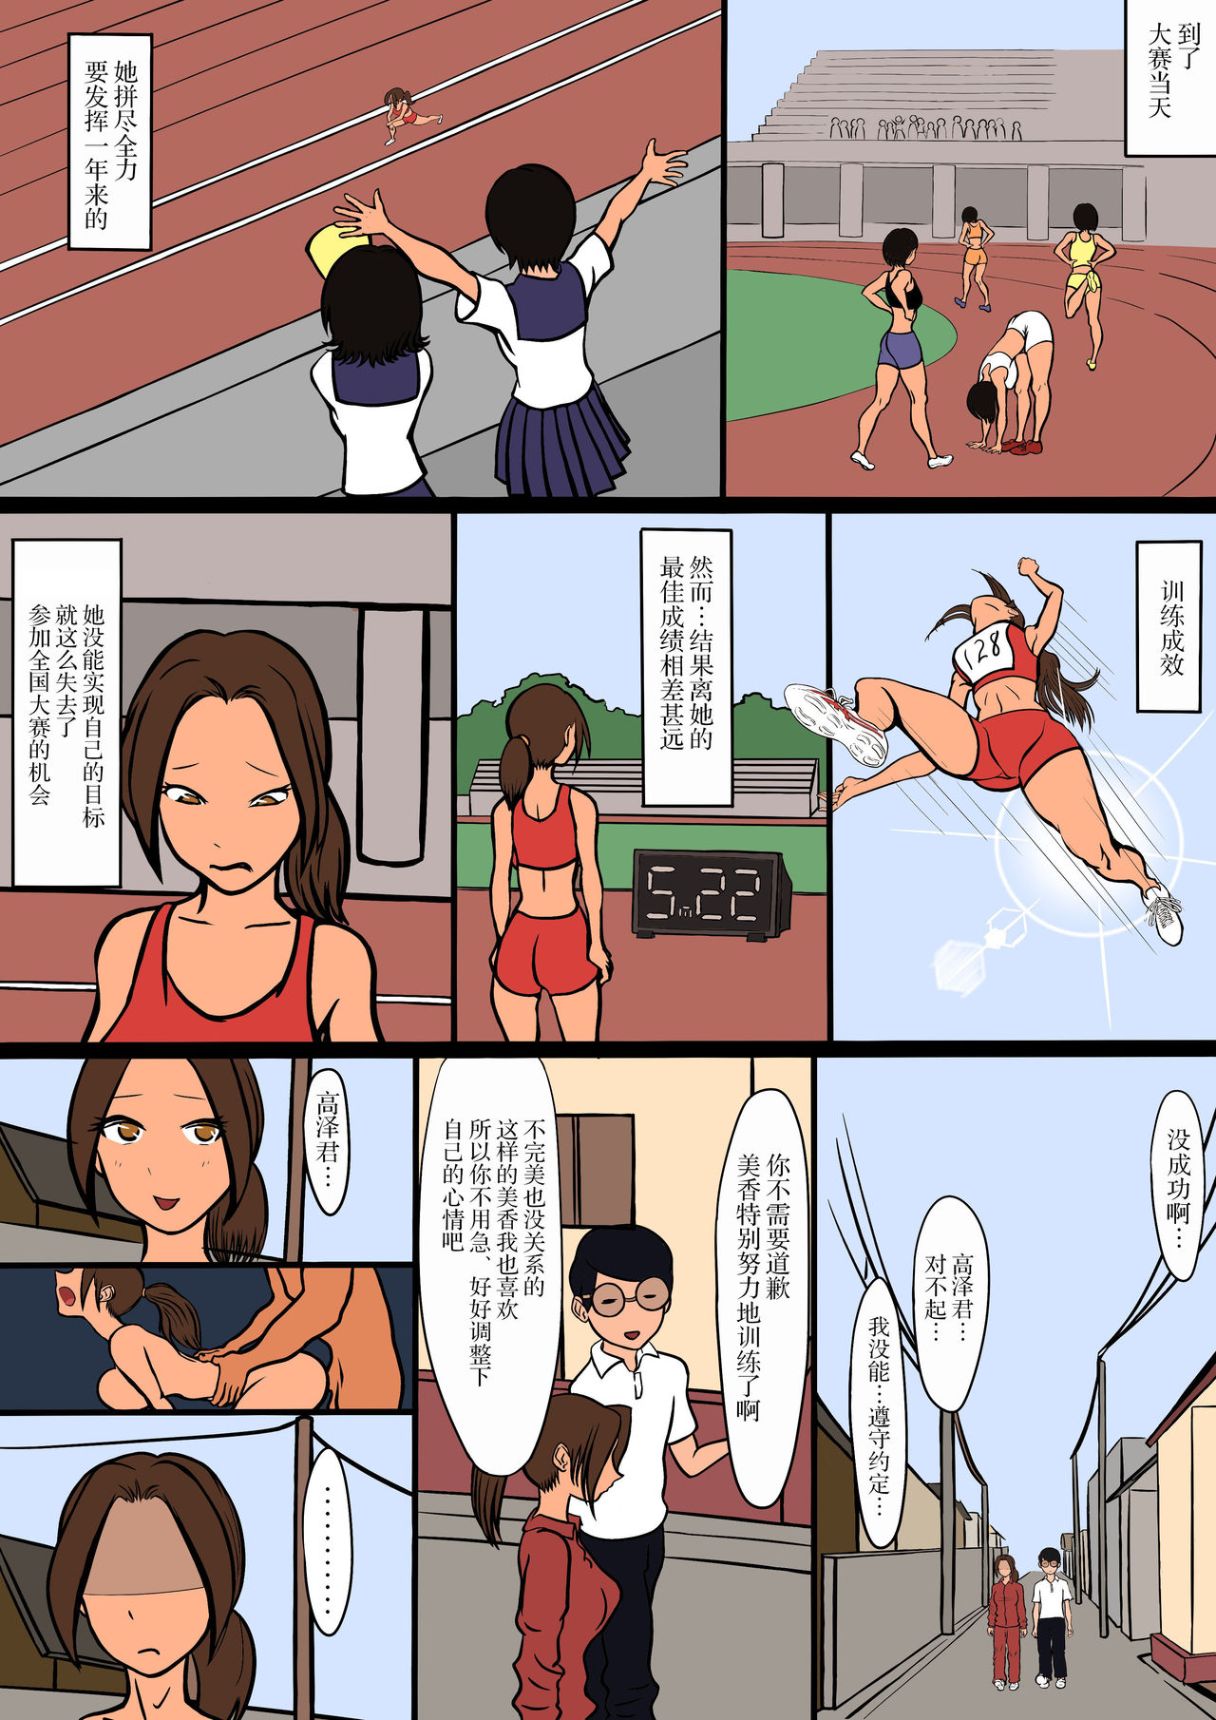 到了
大赛当天
她拼尽全力
要发挥一年来的
训练成效
128
然而…结果离她的
最佳成绩相差甚远
5m22
她没能实现自己的目标
就这么失去了
参加全国大赛的机会
没成功啊…
高泽君…
对不起…
我没能…遵守约定…
你不需要道歉
美香特别努力地训练了啊
不完美也没关系的
这样的美香我也喜欢
所以你不用急、好好调整下
自己的心情吧
高泽君…
…………